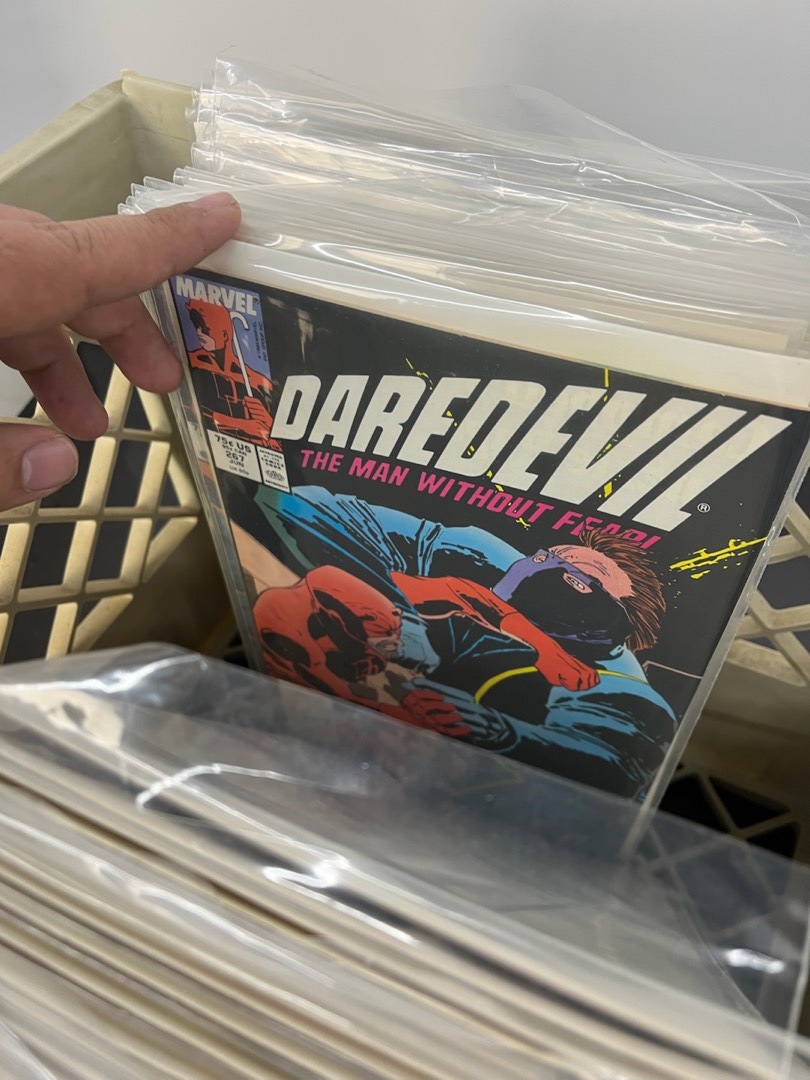 MARVEL
75¢ US
267
JUN
DAREDEVIL®
THE MAN WITHOUT FEAR!